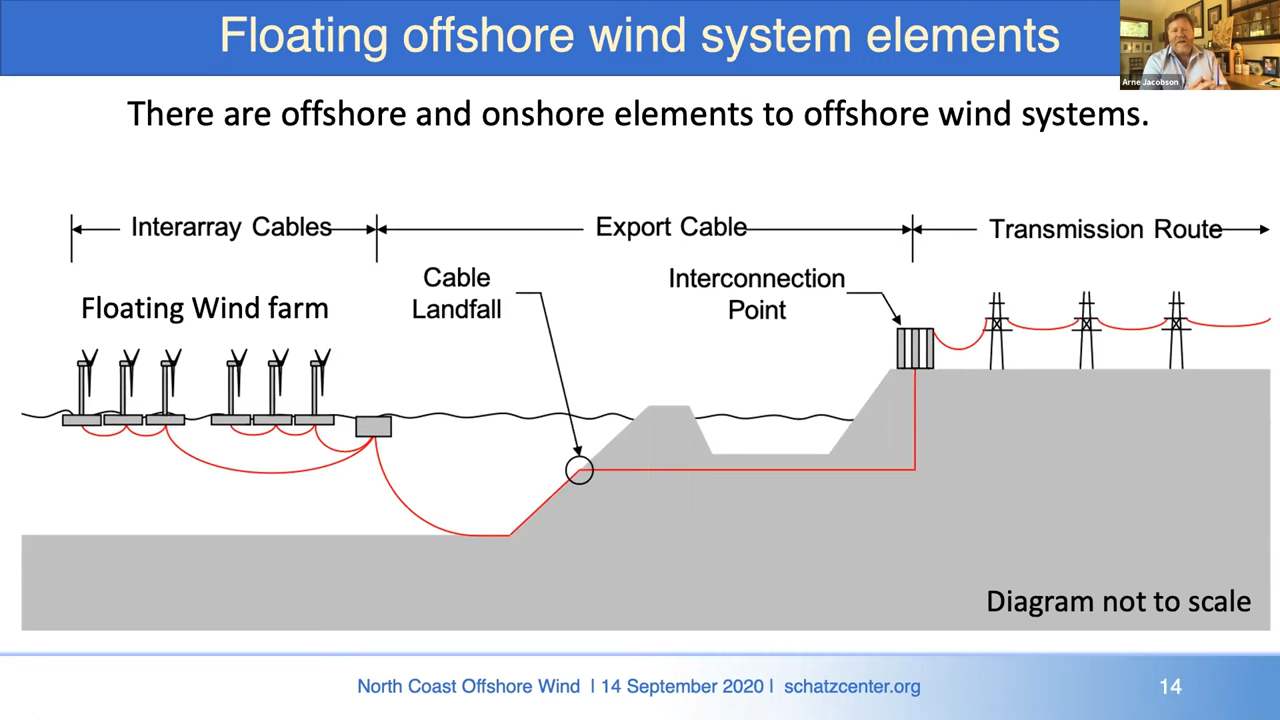 Floating offshore wind system elements
Arne Jacobson
There are offshore and onshore elements to offshore wind systems.
Interarray Cables
Export Cable
Transmission Route
Cable
Landfall
Interconnection
Point
Floating Wind farm
Diagram not to scale
North Coast Offshore Wind | 14 September 2020 | schatzcenter.org
14